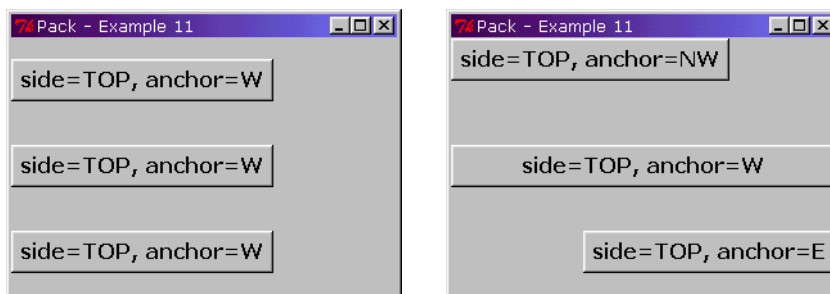 Pack - Example 11
side=TOP, anchor=W
side=TOP, anchor=W
side=TOP, anchor=W
Pack - Example 11
side=TOP, anchor=NW
side=TOP, anchor=W
side=TOP, anchor=E